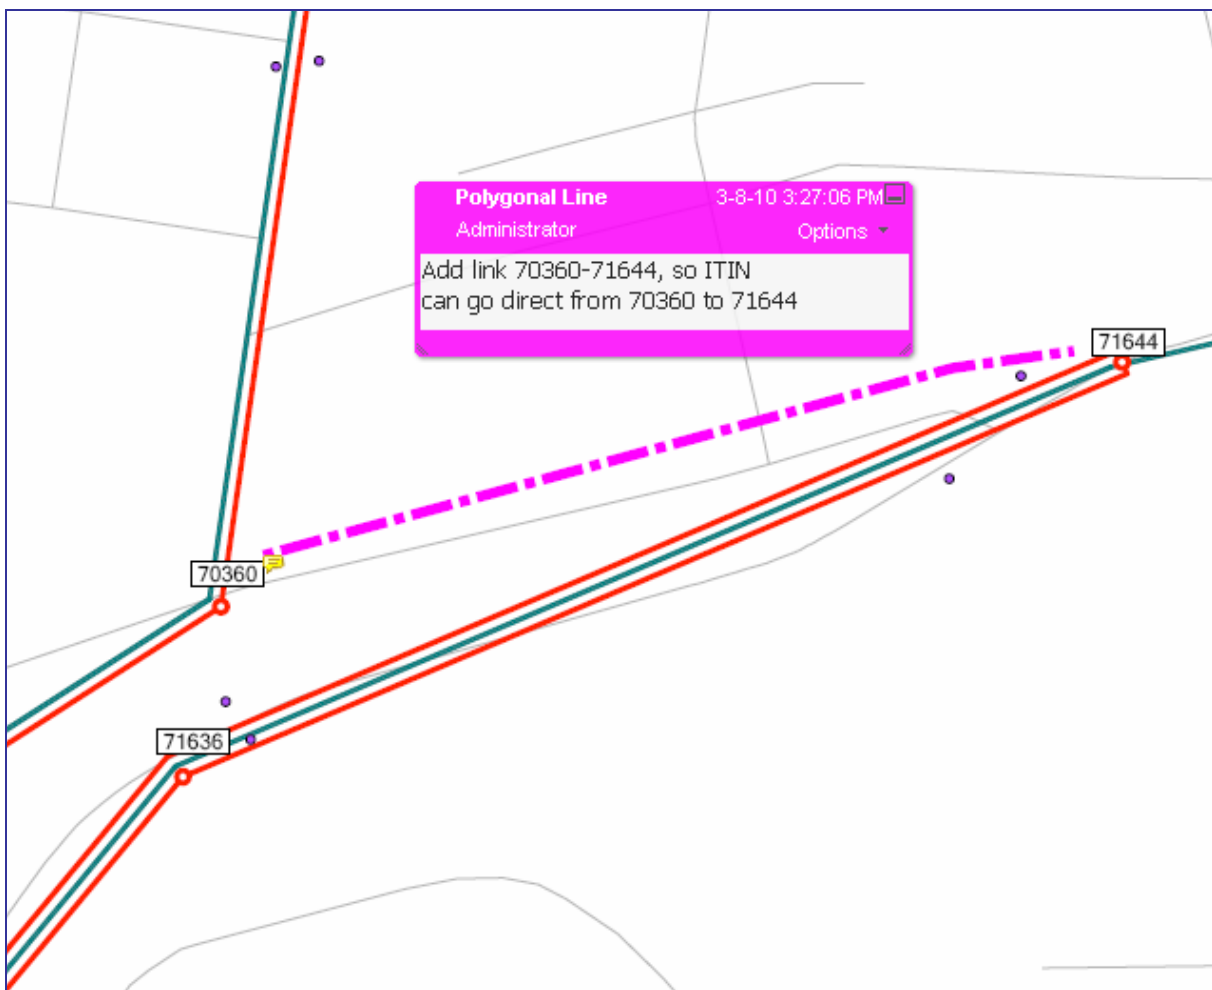 Polygonal Line 3-8-10 3:27:06 PM
Administrator Options
Add link 70360-71644, so ITIN
can go direct from 70360 to 71644
71644
70360
71636